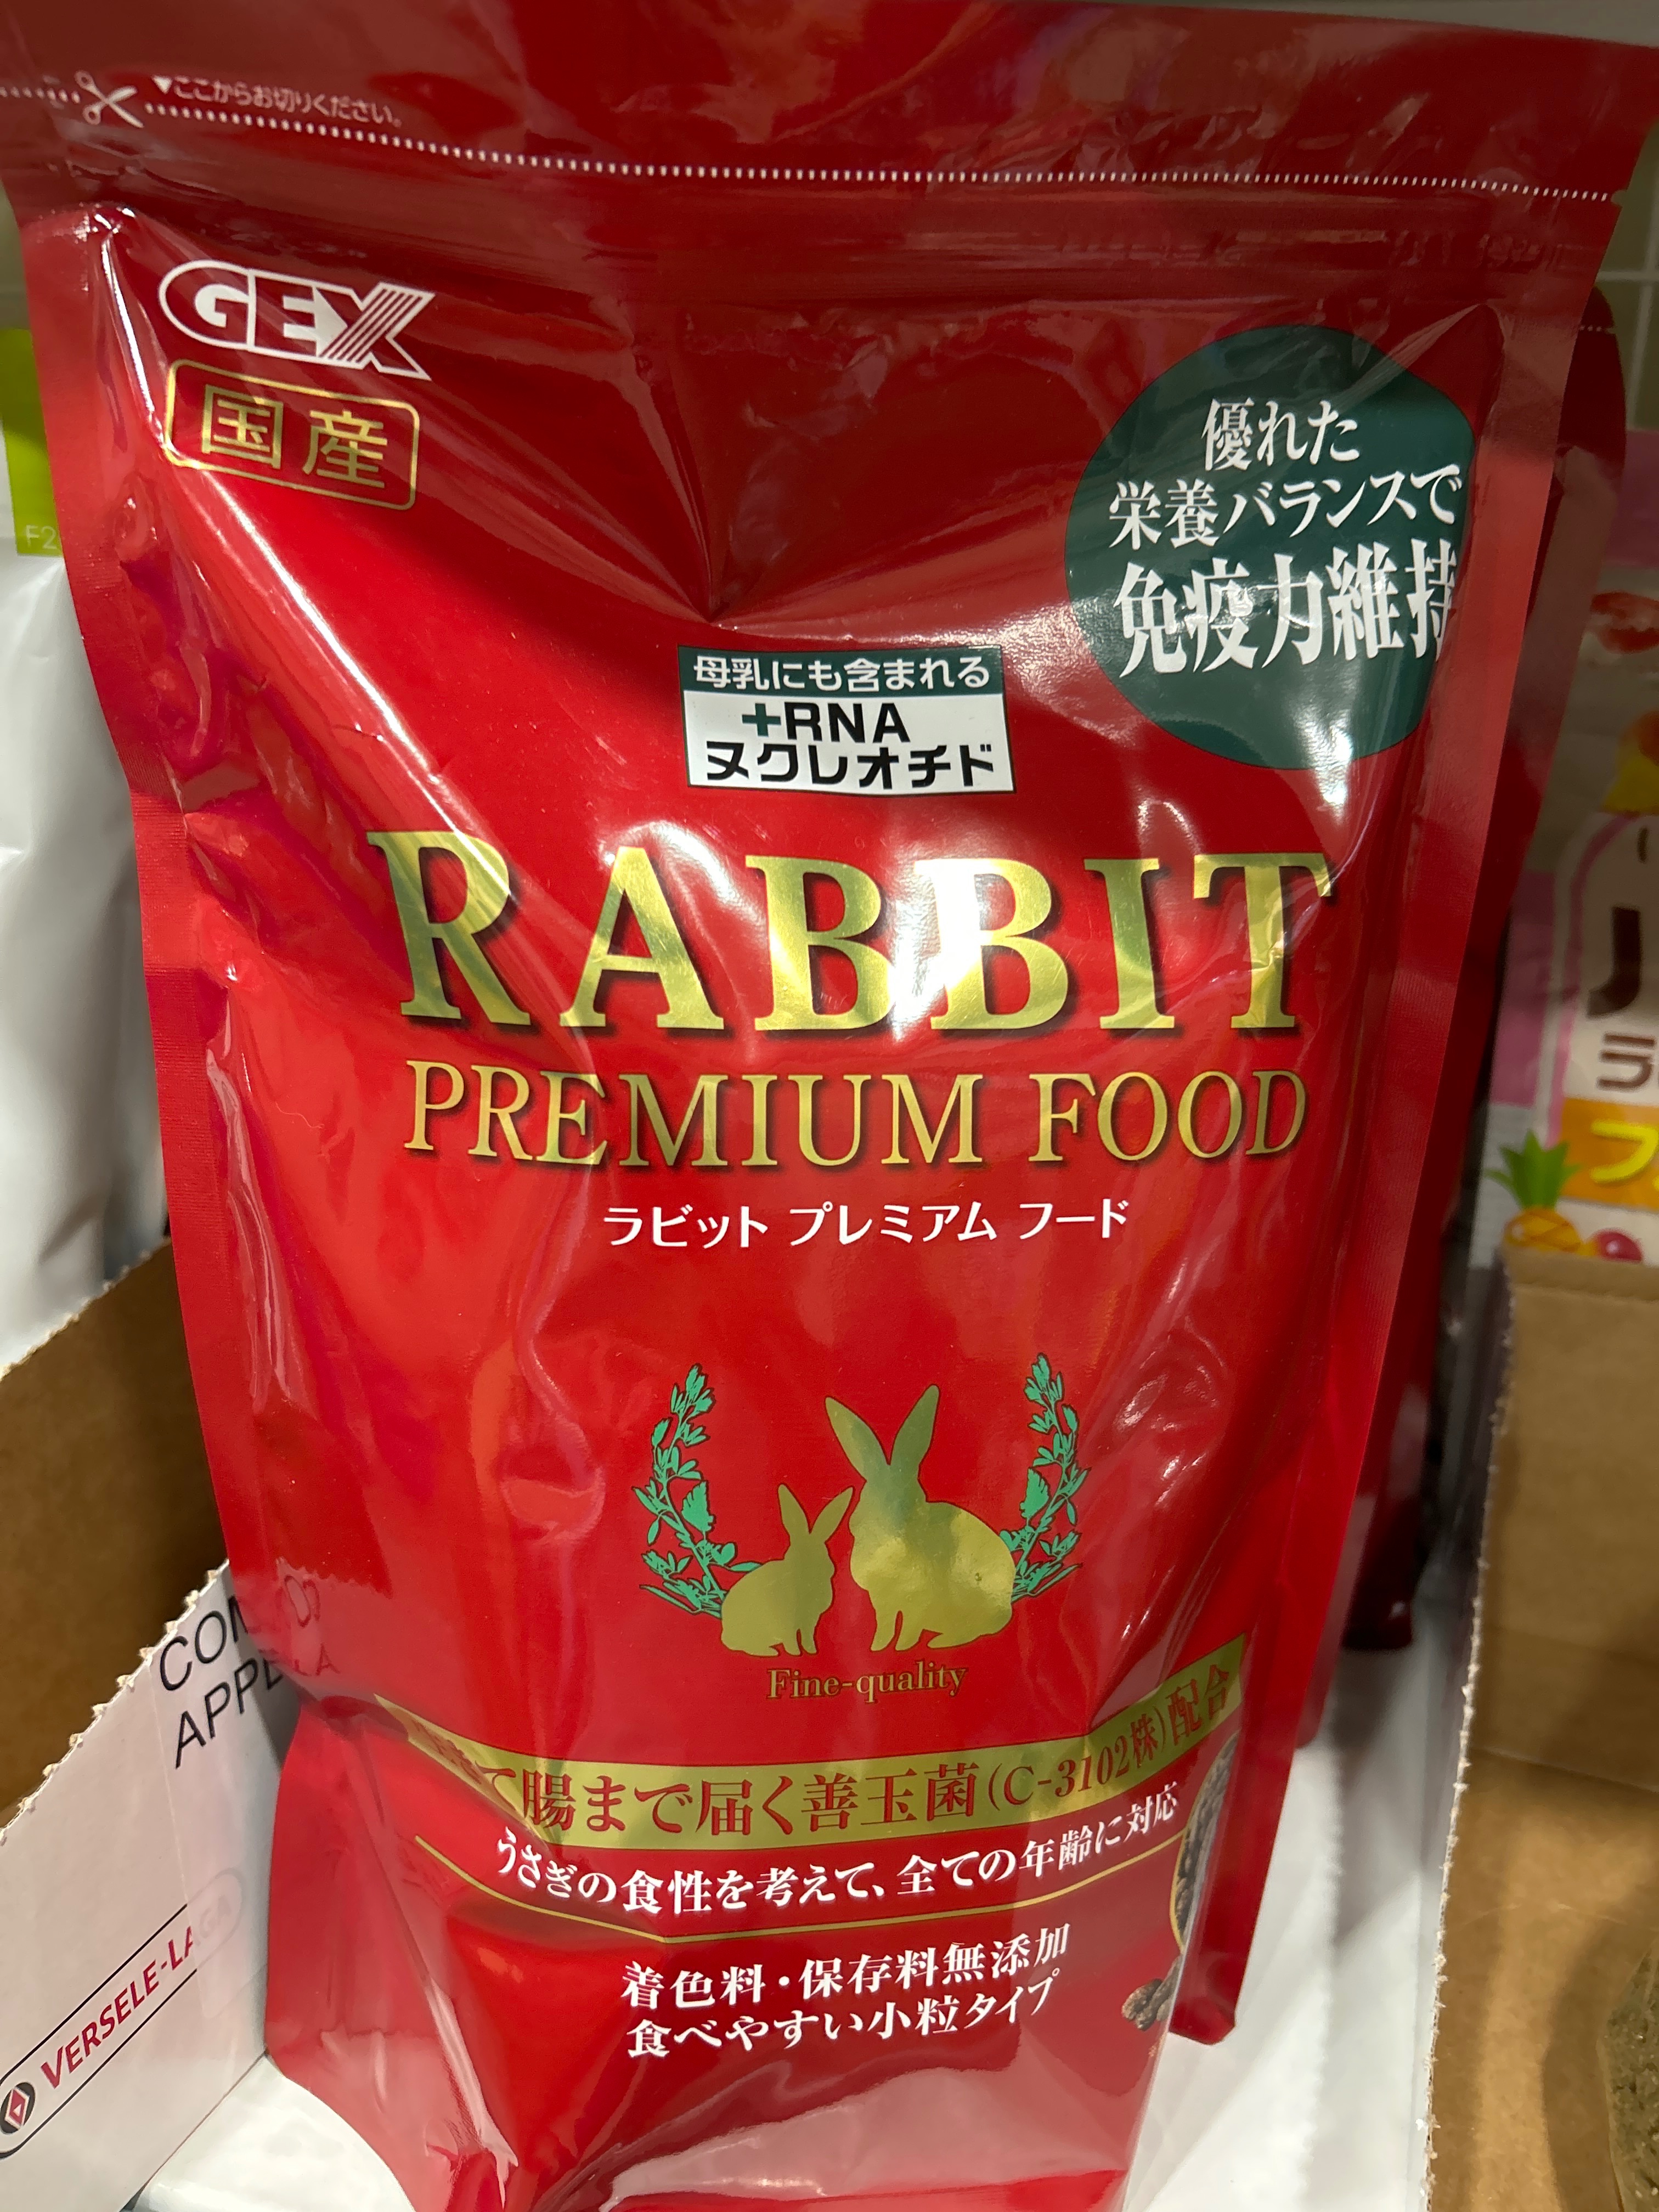 ▼ここからお切りください。
GEX
国産
優れた
栄養バランスで
免疫力維持
母乳にも含まれる
+RNA
ヌクレオチド
RABBIT
PREMIUM FOOD
ラビット プレミアム フード
Fine-quality
て腸まで届く善玉菌(C-3102株)配合
うさぎの食性を考えて、全ての年齢に対応
着色料・保存料無添加
食べやすい小粒タイプ
F2
COM
APPE
VERSELE-LAGA
ラ
フ